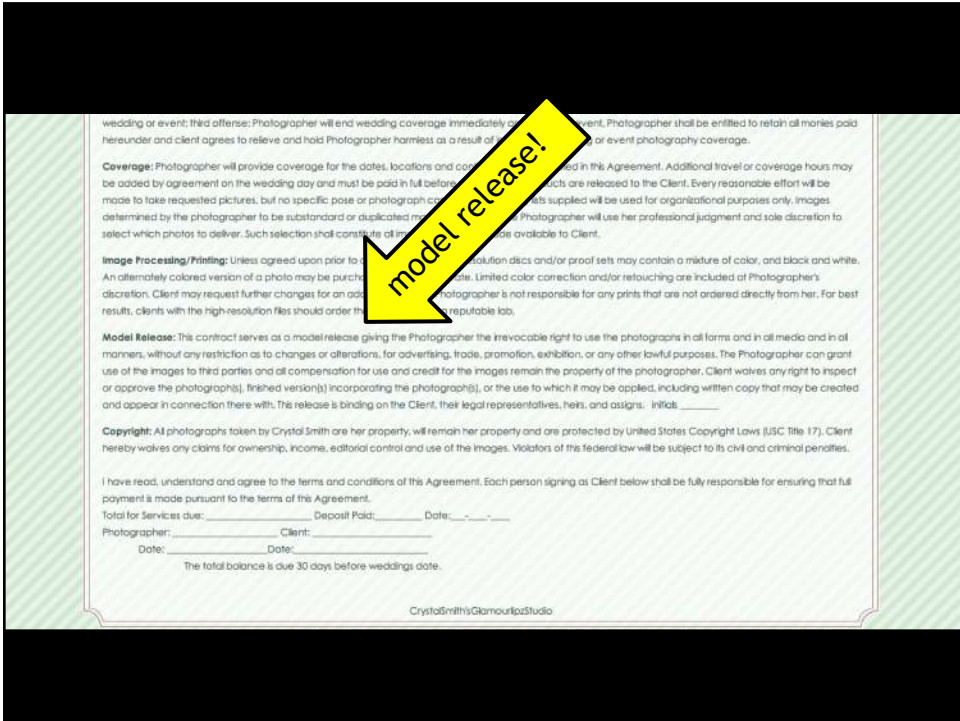 wedding or event; third offense: Photographer will end wedding coverage immediately event, Photographer shall be entitled to retain all monies paid
hereunder and client agrees to relieve and hold Photographer harmless as a result of or event photography coverage.
Coverage: Photographer will provide coverage for the dates, locations and in this Agreement. Additional travel or coverage hours may
be added by agreement on the wedding day and must be paid in full before are released to the Client. Every reasonable effort will be
made to take requested pictures, but no specific pose or photograph supplied will be used for organizational purposes only. Images
determined by the photographer to be substandard or duplicated Photographer will use her professional judgment and sole discretion to
select which photos to deliver. Such selection shall constitute all available to Client.
Image Processing/Printing: Unless agreed upon prior to discs and/or proof sets may contain a mixture of color, and black and white.
An alternately colored version of a photo may be Limited color correction and/or retouching are included at Photographer's
discretion. Client may request further changes for an is not responsible for any prints that are not ordered directly from her. For best
results, clients with the high-resolution files should order reputable lab.
model release!
Model Release: This contract serves as a model release giving the Photographer the irrevocable right to use the photographs in all forms and in all media and in all
manners, without any restriction as to changes or alterations, for advertising, trade, promotion, exhibition, or any other lawful purposes. The Photographer can grant
use of the images to third parties and all compensation for use and credit for the images remain the property of the photographer. Client waives any right to inspect
or approve the photograph(s), finished version(s) incorporating the photograph(s), or the use to which it may be applied, including written copy that may be created
and appear in connection there with. This release is binding on the Client, their legal representatives, heirs, and assigns. initials _______
Copyright: All photographs taken by Crystal Smith are her property, will remain her property and are protected by United States Copyright Laws (USC Title 17). Client
hereby waives any claims for ownership, income, editorial control and use of the images. Violators of this federal law will be subject to its civil and criminal penalties.
I have read, understand and agree to the terms and conditions of this Agreement. Each person signing as Client below shall be fully responsible for ensuring that full
payment is made pursuant to the terms of this Agreement.
Total for Services due: ____________________ Deposit Paid:_________ Date:___-____-____
Photographer: ____________________ Client: ______________________
Date: ___________________Date:_________________________
The total balance is due 30 days before weddings date.
CrystalSmith'sGlamourlipzStudio